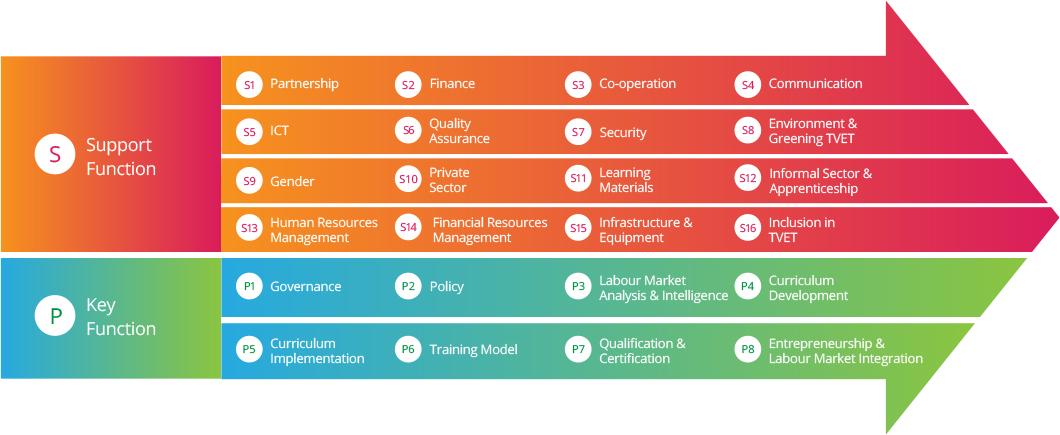 S Support
Function
S1 Partnership
S2 Finance
S3 Co-operation
S4 Communication
S5 ICT
S6 Quality
Assurance
S7 Security
S8 Environment &
Greening TVET
S9 Gender
S10 Private
Sector
S11 Learning
Materials
S12 Informal Sector &
Apprenticeship
S13 Human Resources
Management
S14 Financial Resources
Management
S15 Infrastructure &
Equipment
S16 Inclusion in
TVET
P Key
Function
P1 Governance
P2 Policy
P3 Labour Market
Analysis & Intelligence
P4 Curriculum
Development
P5 Curriculum
Implementation
P6 Training Model
P7 Qualification &
Certification
P8 Entrepreneurship &
Labour Market Integration